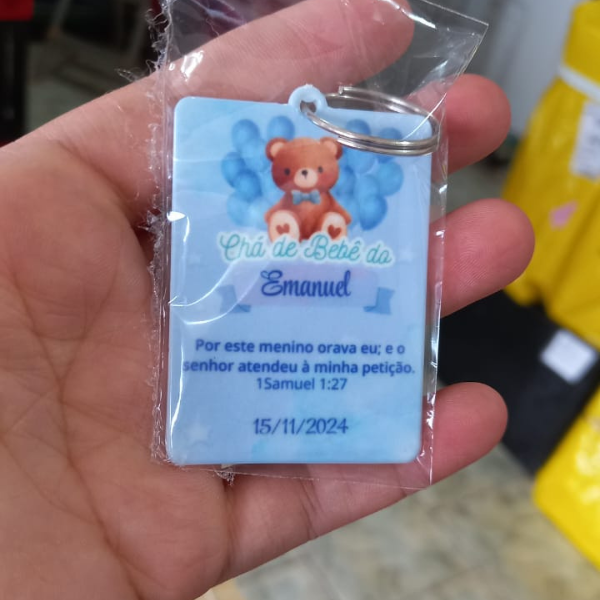 Chá de Bebê do
Emanuel
Por este menino orava eu; e o
senhor atendeu à minha petição.
1Samuel 1:27
15/11/2024